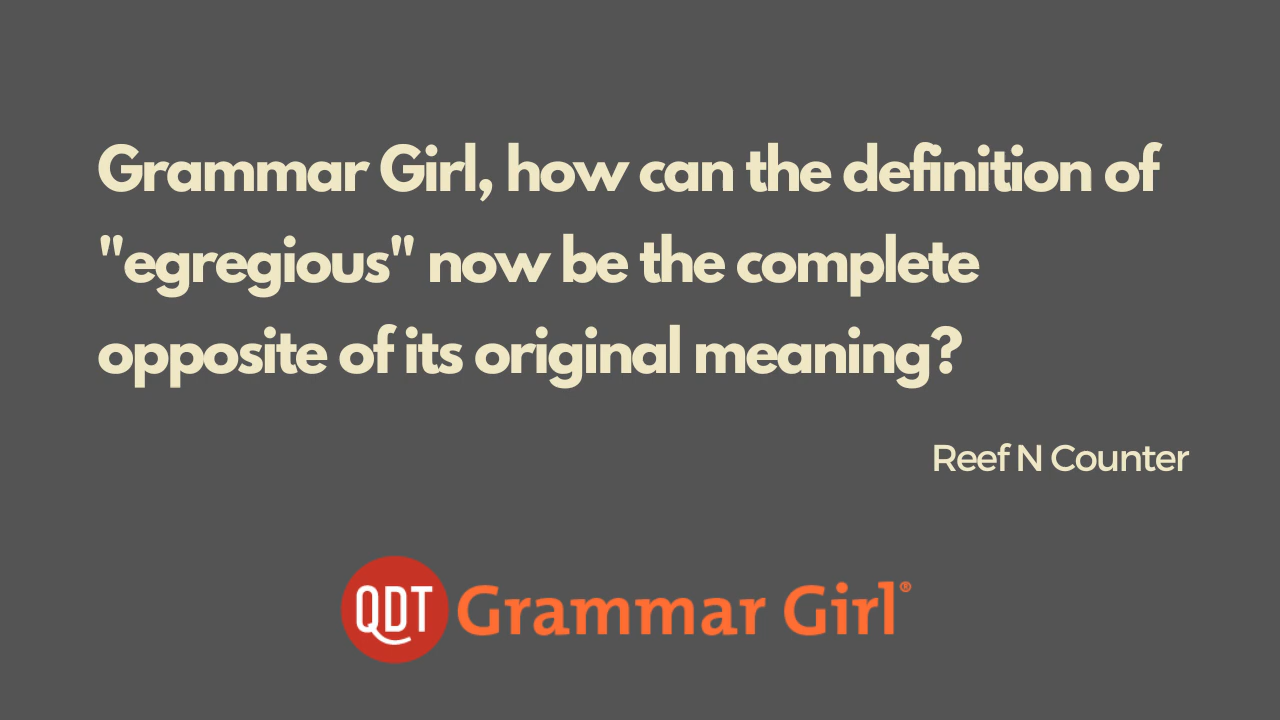 Grammar Girl, how can the definition of
"egregious" now be the complete
opposite of its original meaning?
Reef N Counter
QDT Grammar Girl®